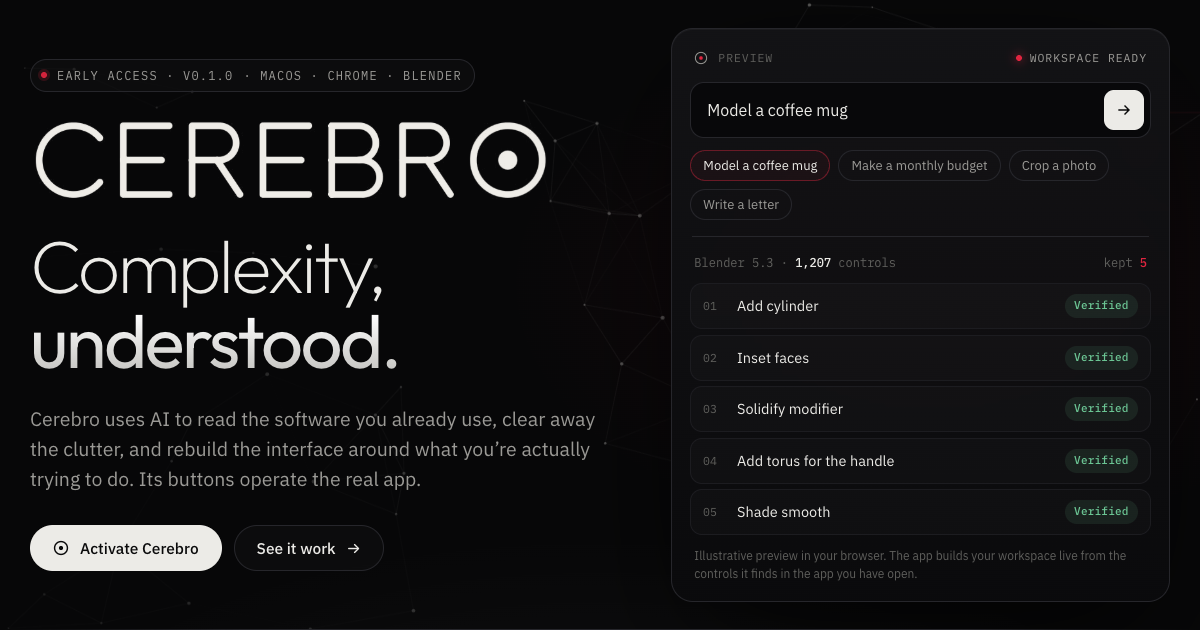 EARLY ACCESS · V0.1.0 · MACOS · CHROME · BLENDER
CEREBRO
Complexity,
understood.
Cerebro uses AI to read the software you already use, clear away
the clutter, and rebuild the interface around what you’re actually
trying to do. Its buttons operate the real app.
Activate Cerebro
See it work →
PREVIEW
WORKSPACE READY
Model a coffee mug
→
Model a coffee mug
Make a monthly budget
Crop a photo
Write a letter
Blender 5.3 · 1,207 controls
kept 5
01 Add cylinder Verified
02 Inset faces Verified
03 Solidify modifier Verified
04 Add torus for the handle Verified
05 Shade smooth Verified
Illustrative preview in your browser. The app builds your workspace live from the
controls it finds in the app you have open.